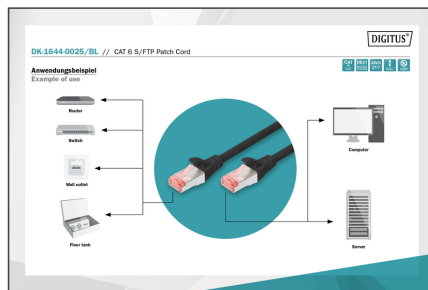 DIGITUS®
DK-1644-0025/BL // CAT 6 S/FTP Patch Cord
Anwendungsbeispiel
Example of use
Router
Switch
Wall outlet
Floor tank
Computer
Server